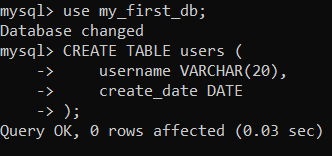 mysql> use my_first_db;
Database changed
mysql> CREATE TABLE users (
    ->     username VARCHAR(20),
    ->     create_date DATE
    -> );
Query OK, 0 rows affected (0.03 sec)